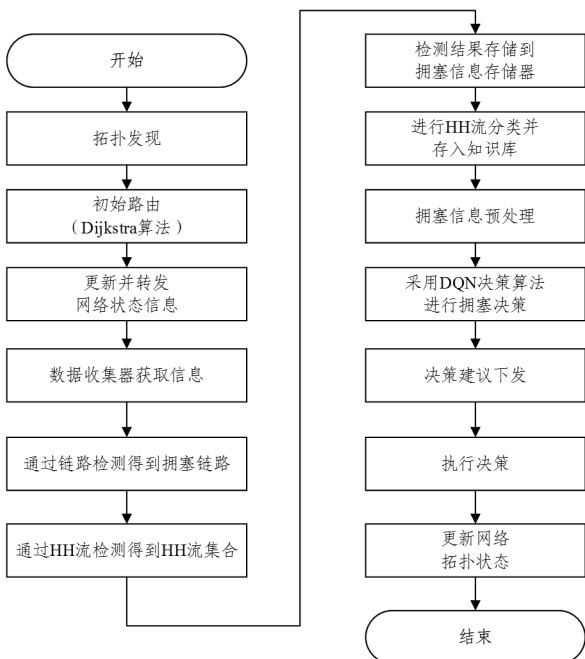 开始
拓扑发现
初始路由
（Dijkstra算法）
更新并转发
网络状态信息
数据收集器获取信息
通过链路检测得到拥塞链路
通过HH流检测得到HH流集合
检测结果存储到
拥塞信息存储器
进行HH流分类并
存入知识库
拥塞信息预处理
采用DQN决策算法
进行拥塞决策
决策建议下发
执行决策
更新网络
拓扑状态
结束